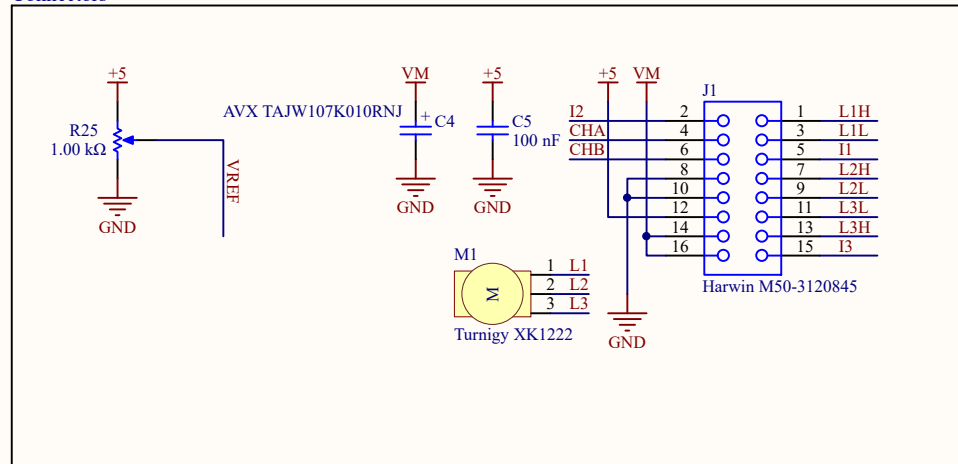 +5
R25
1.00 kΩ
VREF
GND
AVX TAJW107K010RNJ
VM
+ C4
GND
+5
C5
100 nF
GND
+5 VM
J1
I2 2 1 L1H
CHA 4 3 L1L
CHB 6 5 I1
8 7 L2H
10 9 L2L
12 11 L3L
14 13 L3H
16 15 I3
Harwin M50-3120845
GND
M1
M
1 L1
2 L2
3 L3
Turnigy XK1222